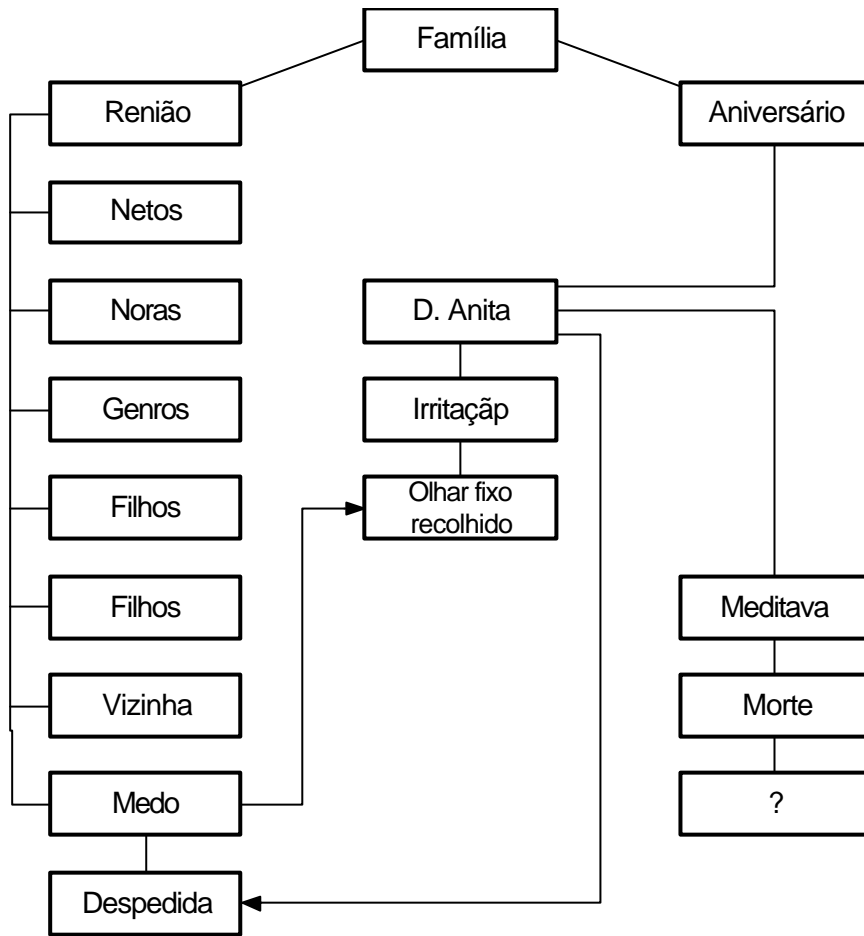 Família
Renião
Aniversário
Netos
Noras
D. Anita
Genros
Irritaçãp
Filhos
Olhar fixo
recolhido
Filhos
Meditava
Vizinha
Morte
Medo
?
Despedida